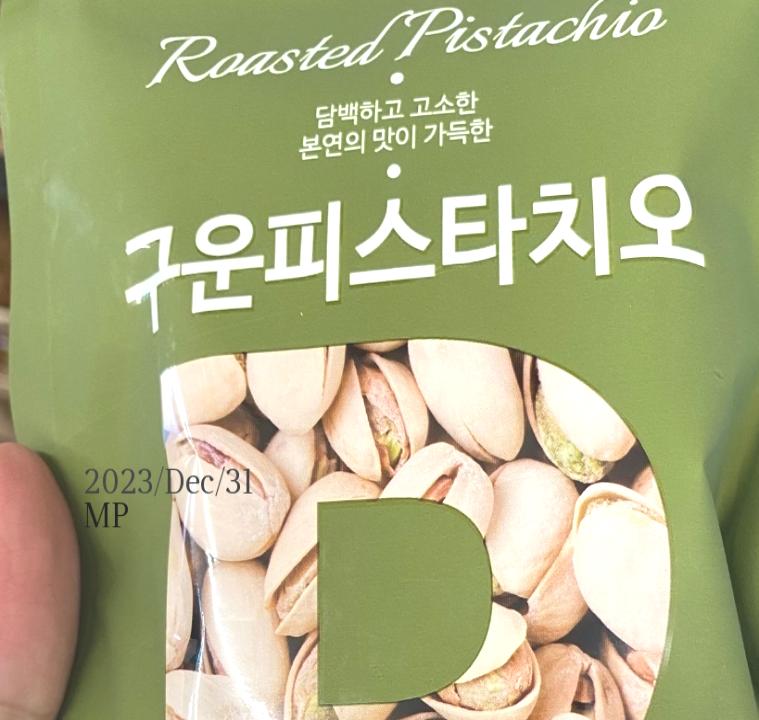 Roasted Pistachio
담백하고 고소한
본연의 맛이 가득한
구운피스타치오
2023/Dec/31
MP